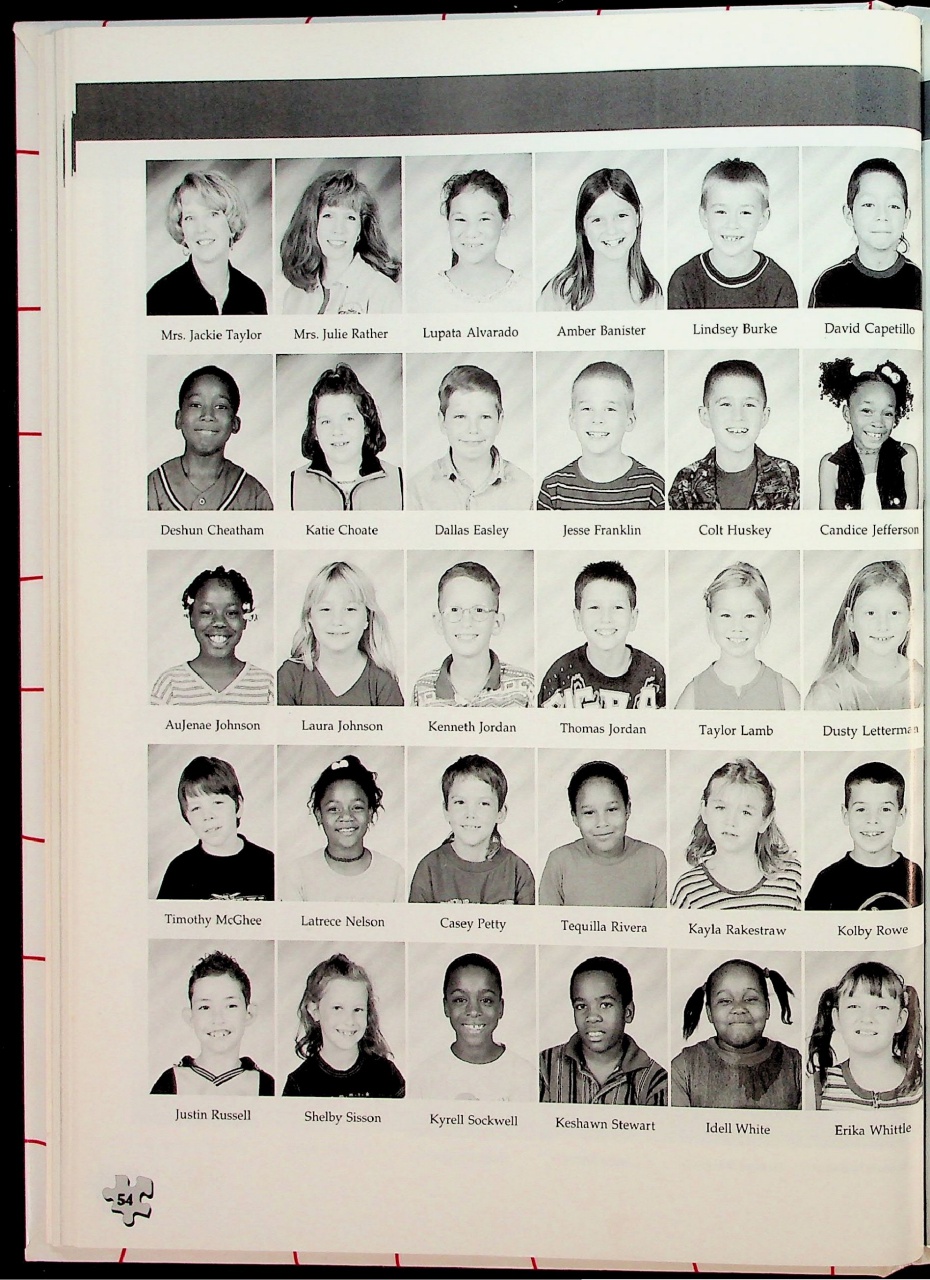 Mrs. Jackie Taylor Mrs. Julie Rather Lupata Alvarado Amber Banister Lindsey Burke David Capetillo
Deshun Cheatham Katie Choate Dallas Easley Jesse Franklin Colt Huskey Candice Jefferson
AuJenae Johnson Laura Johnson Kenneth Jordan Thomas Jordan Taylor Lamb Dusty Letterman
Timothy McGhee Latrece Nelson Casey Petty Tequilla Rivera Kayla Rakestraw Kolby Rowe
Justin Russell Shelby Sisson Kyrell Sockwell Keshawn Stewart Idell White Erika Whittle
54